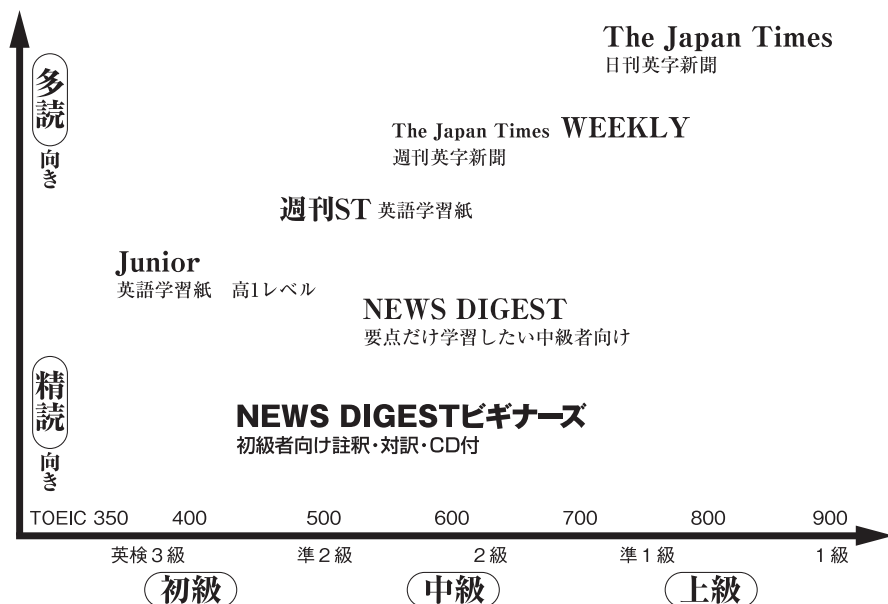 The Japan Times
日刊英字新聞
多読
向き
The Japan Times WEEKLY
週刊英字新聞
週刊ST 英語学習紙
Junior
英語学習紙　高1レベル
NEWS DIGEST
要点だけ学習したい中級者向け
精読
向き
NEWS DIGESTビギナーズ
初級者向け註釈・対訳・CD付
TOEIC 350 400 500 600 700 800 900
英検3級 準2級 2級 準1級 1級
初級 中級 上級